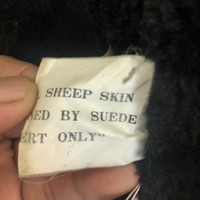 SHEEP SKIN
NED BY SUEDE
ERT ONLY"